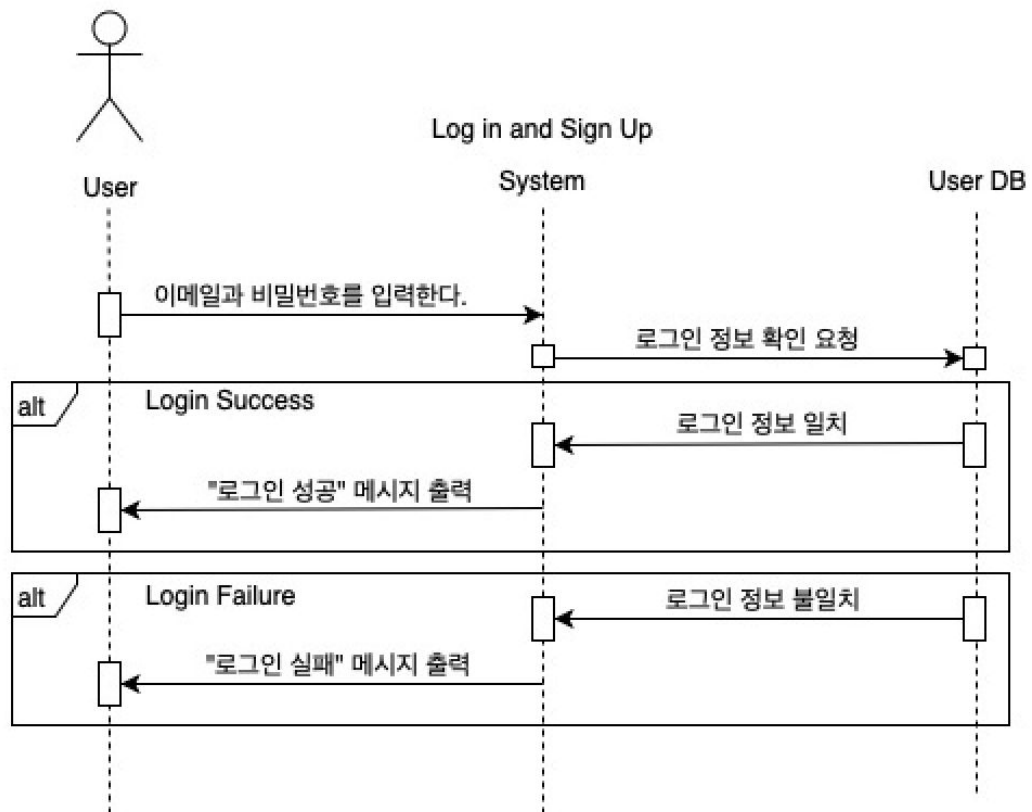 Log in and Sign Up
User
System
User DB
이메일과 비밀번호를 입력한다.
로그인 정보 확인 요청
alt
Login Success
로그인 정보 일치
"로그인 성공" 메시지 출력
alt
Login Failure
로그인 정보 불일치
"로그인 실패" 메시지 출력